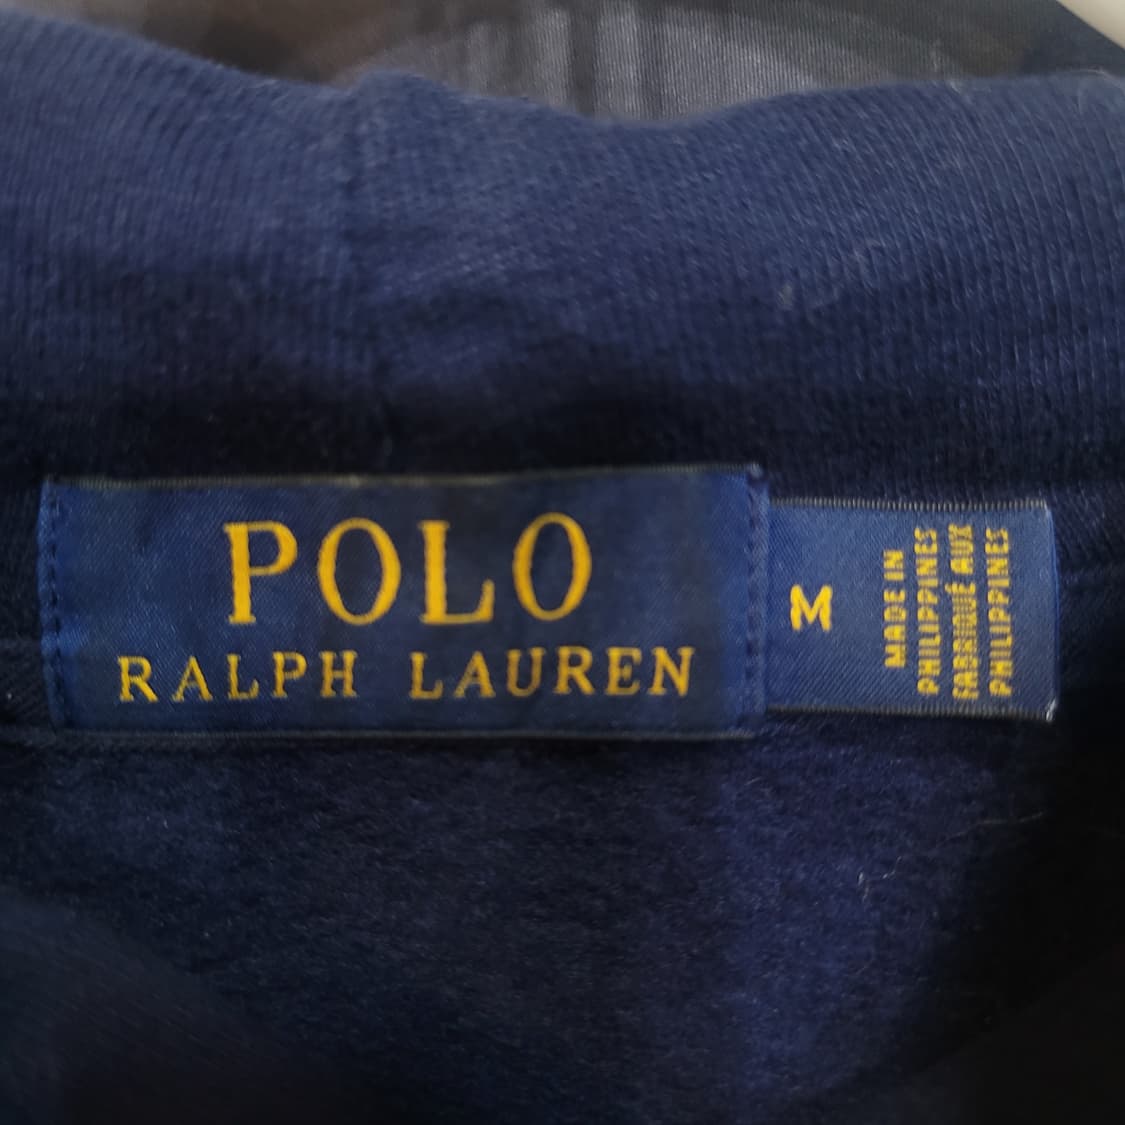 POLO
RALPH LAUREN
M
MADE IN
PHILIPPINES
FABRIQUÉ AUX
PHILIPPINES